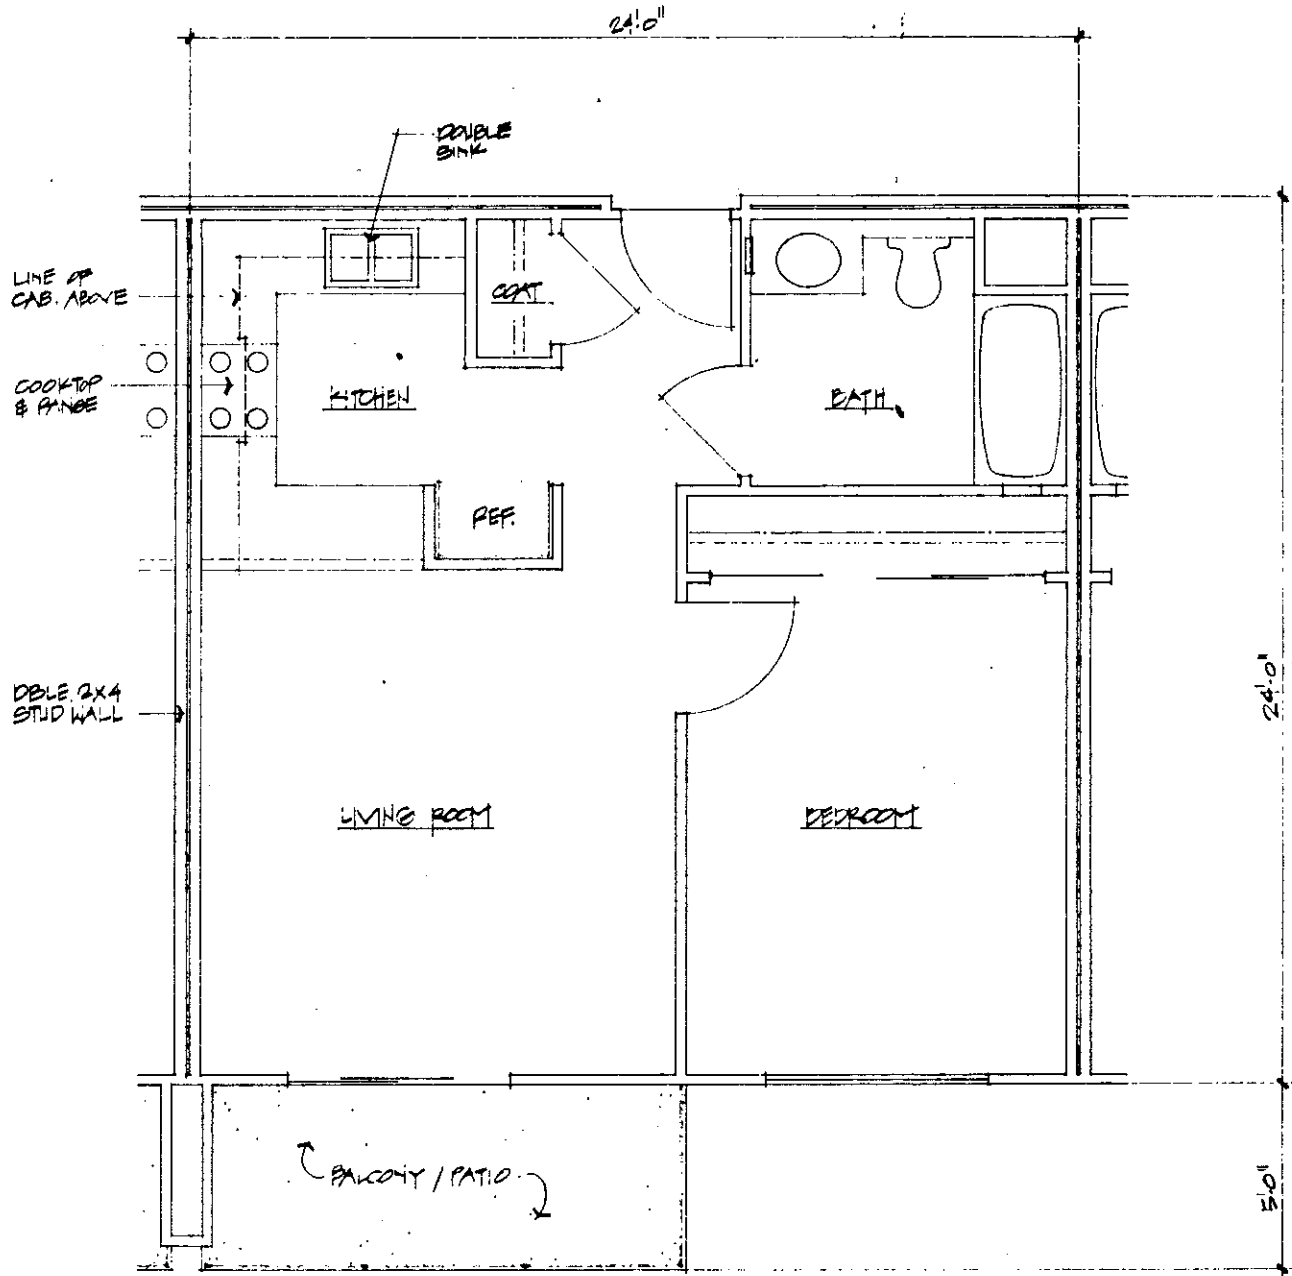 24'-0"
DOUBLE
SINK
LINE OF
CAB. ABOVE
COAT
COOKTOP
& RANGE
KITCHEN
BATH
REF.
24'-0"
DBLE. 2X4
STUD WALL
LIVING ROOM
BEDROOM
BALCONY / PATIO
5'-0"